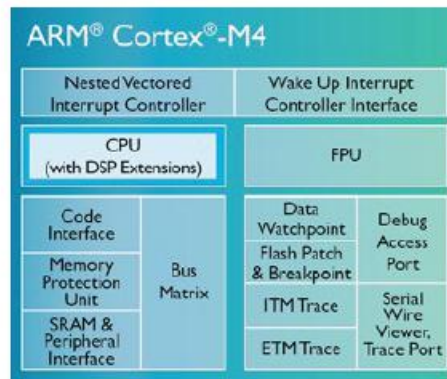 ARM® Cortex®-M4
Nested Vectored
Interrupt Controller
Wake Up Interrupt
Controller Interface
CPU
(with DSP Extensions)
FPU
Code
Interface
Memory
Protection
Unit
SRAM &
Peripheral
Interface
Bus
Matrix
Data
Watchpoint
Flash Patch
& Breakpoint
ITM Trace
ETM Trace
Debug
Access
Port
Serial
Wire
Viewer,
Trace Port